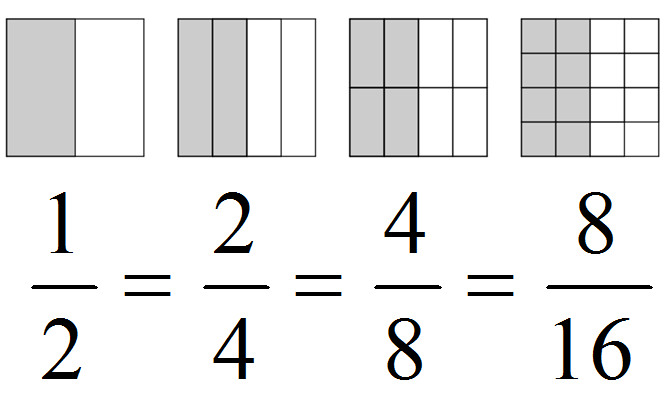 1/2 = 2/4 = 4/8 = 8/16